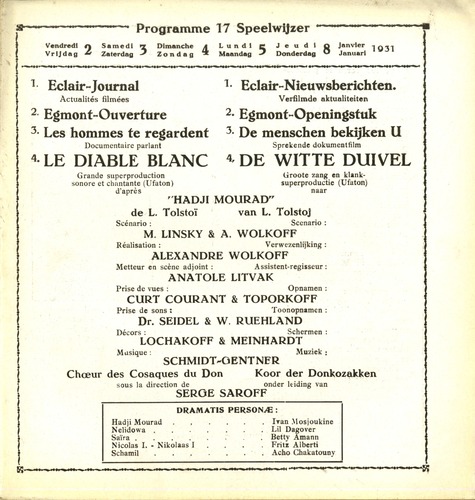 Programme 17 Speelwijzer
Vendredi Vrijdag 2 Samedi Zaterdag 3 Dimanche Zondag 4 Lundi Maandag 5 Jeudi Donderdag 8 Janvier Januari 1931
1. Eclair-Journal
Actualités filmées
2. Egmont-Ouverture
3. Les hommes te regardent
Documentaire parlant
4. LE DIABLE BLANC
Grande superproduction
sonore et chantante (Ufaton)
d'après
1. Eclair-Nieuwsberichten.
Verfilmde aktualiteiten
2. Egmont-Openingstuk
3. De menschen bekijken U
Sprekende dokumentfilm
4. DE WITTE DUIVEL
Groote zang en klank-
superproductie (Ufaton)
naar
"HADJI MOURAD"
de L. Tolstoï van L. Tolstoj
Scénario : Scenario :
M. LINSKY & A. WOLKOFF
Réalisation : Verwezenlijking :
ALEXANDRE WOLKOFF
Metteur en scène adjoint : Assistent-regisseur :
ANATOLE LITVAK
Prise de vues : Opnamen :
CURT COURANT & TOPORKOFF
Prise de sons : Toonopnamen :
Dr. SEIDEL & W. RUEHLAND
Décors : Schermen :
LOCHAKOFF & MEINHARDT
Musique : Muziek :
SCHMIDT-GENTNER
Chœur des Cosaques du Don Koor der Donkozakken
sous la direction de onder leiding van
SERGE SAROFF
DRAMATIS PERSONÆ :
Hadji Mourad . . . . . . Ivan Mosjoukine
Nelidowa . . . . . . Lil Dagover
Saïra . . . . . . Betty Amann
Nicolas I. - Nikolaas I . . . . Fritz Alberti
Schamil . . . . . . Acho Chakatouny